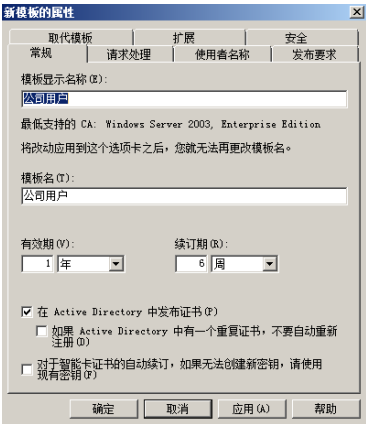 新模板的属性
取代模板 扩展 安全
常规 请求处理 使用者名称 发布要求
模板显示名称(E):
公司用户
最低支持的 CA: Windows Server 2003, Enterprise Edition
将改动应用到这个选项卡之后，您就无法再更改模板名。
模板名(T):
公司用户
有效期(V): 续订期(R):
1 年 6 周
在 Active Directory 中发布证书(P)
如果 Active Directory 中有一个重复证书，不要自动重新
注册(D)
对于智能卡证书的自动续订，如果无法创建新密钥，请使用
现有密钥(F)
确定 取消 应用(A) 帮助